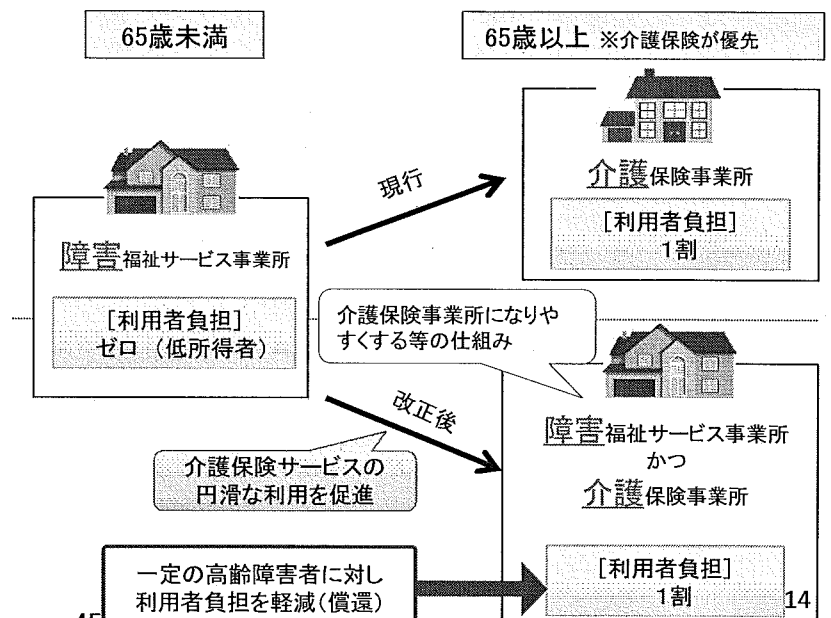 65歳未満
65歳以上 ※介護保険が優先
障害福祉サービス事業所
[利用者負担]
ゼロ（低所得者）
現行
介護保険事業所
[利用者負担]
1割
介護保険事業所になりや
すくする等の仕組み
改正後
介護保険サービスの
円滑な利用を促進
障害福祉サービス事業所
かつ
介護保険事業所
一定の高齢障害者に対し
利用者負担を軽減(償還)
[利用者負担]
1割
14